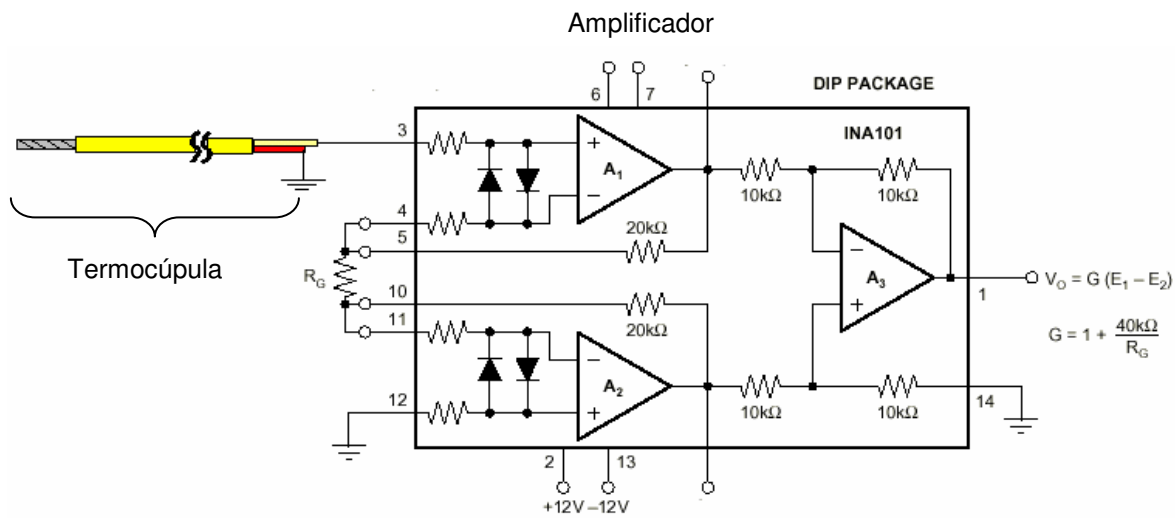 Amplificador
6
7
DIP PACKAGE
INA101
3
+
A1
−
10kΩ
10kΩ
4
5
20kΩ
Termocúpula
RG
−
A3
+
1
VO = G (E1 − E2)
10
20kΩ
G = 1 + 40kΩ
RG
11
−
A2
+
12
10kΩ
10kΩ
14
2
13
+12V –12V